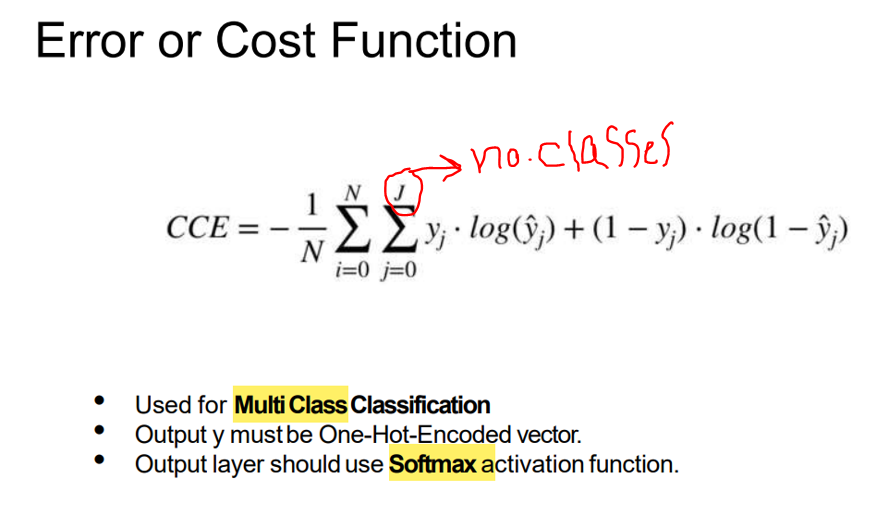 Error or Cost Function
no.classes
CCE = -\frac{1}{N} \sum_{i=0}^{N} \sum_{j=0}^{J} y_j \cdot log(\hat{y}_j) + (1 - y_j) \cdot log(1 - \hat{y}_j)
• Used for Multi Class Classification
• Output y must be One-Hot-Encoded vector.
• Output layer should use Softmax activation function.